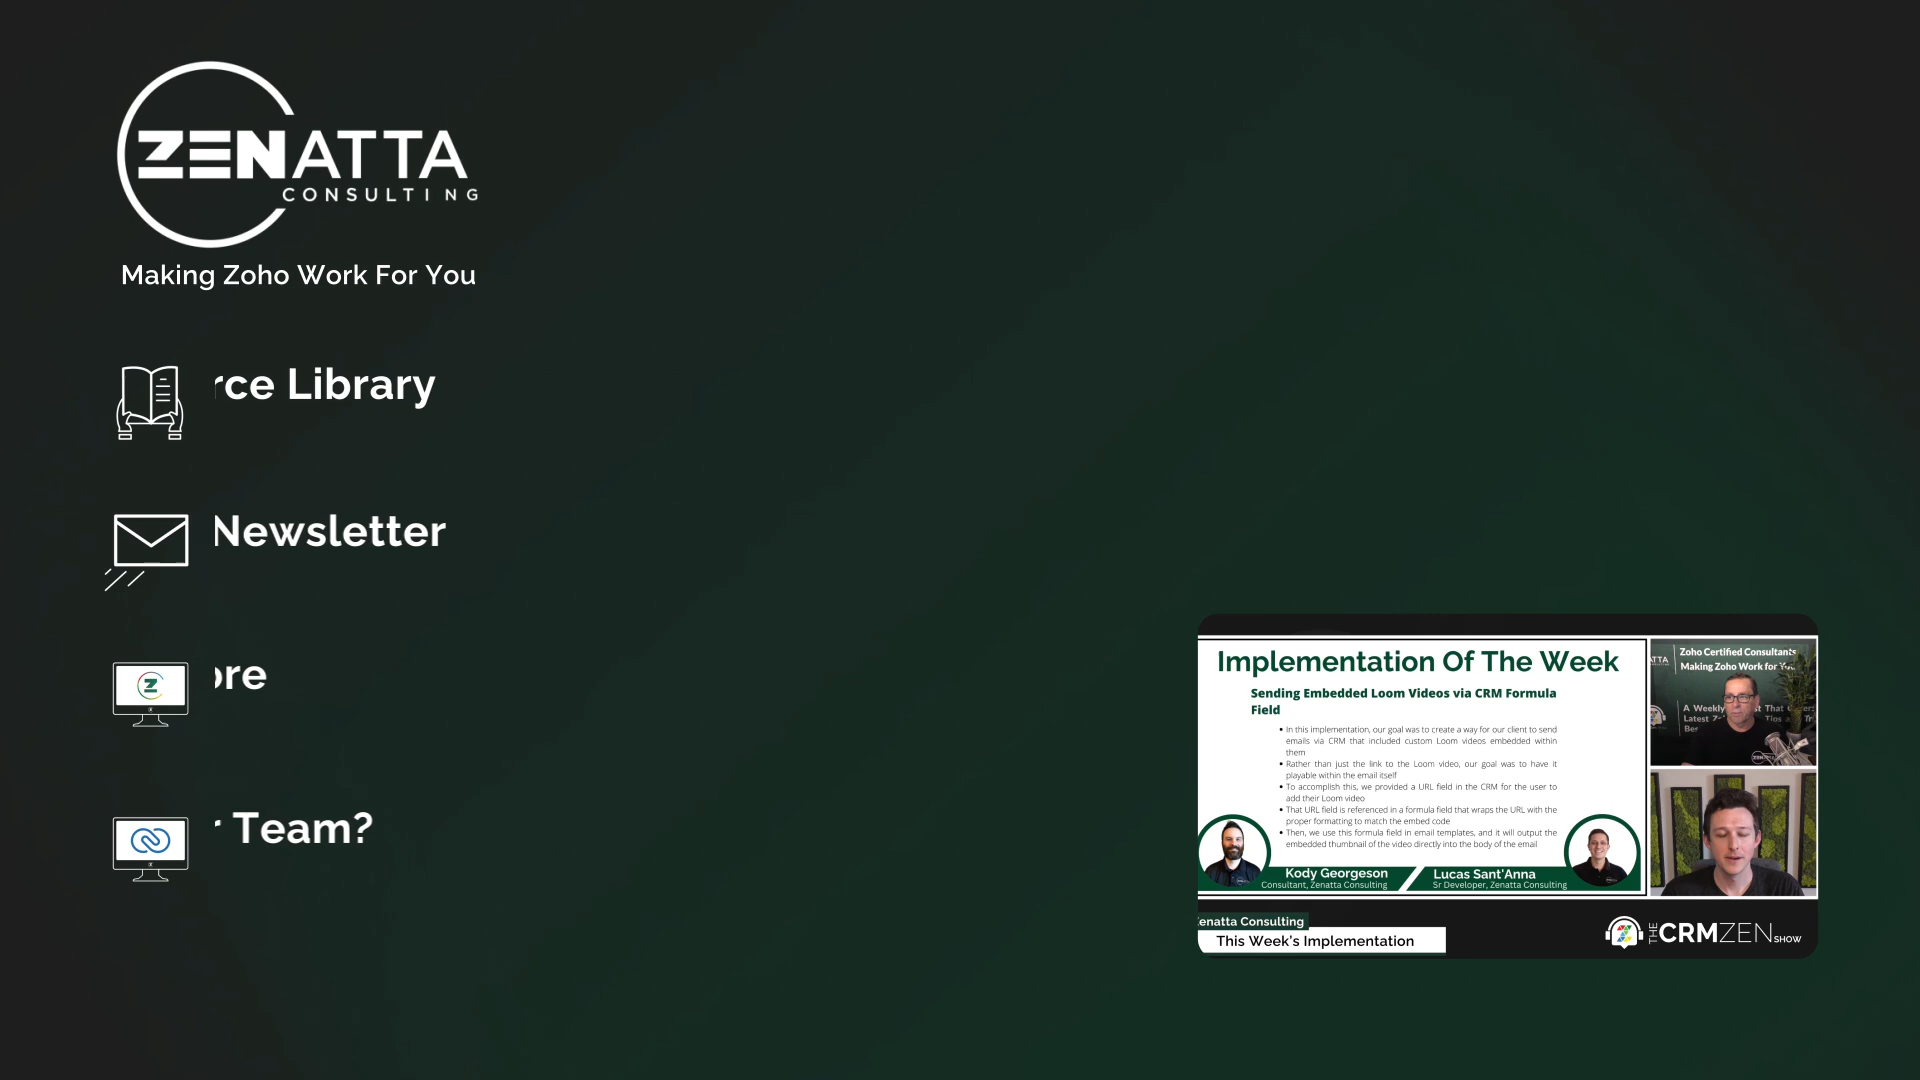 ZENATTA
CONSULTING
Making Zoho Work For You
rce Library
Newsletter
ore
r Team?
Implementation Of The Week
Sending Embedded Loom Videos via CRM Formula
Field
• In this implementation, our goal was to create a way for our client to send
emails via CRM that included custom Loom videos embedded within
them
• Rather than just the link to the Loom video, our goal was to have it
playable within the email itself
• To accomplish this, we provided a URL field in the CRM for the user to
add their Loom video
• That URL field is referenced in a formula field that wraps the URL with the
proper formatting to match the embed code
• Then, we use this formula field in email templates, and it will output the
embedded thumbnail of the video directly into the body of the email
Kody Georgeson
Consultant, Zenatta Consulting
Lucas Sant'Anna
Sr Developer, Zenatta Consulting
ATTA
Zoho Certified Consultants
Making Zoho Work for You
A Weekly
That
Latest
Tips
enatta Consulting
This Week's Implementation
THE CRMZEN SHOW